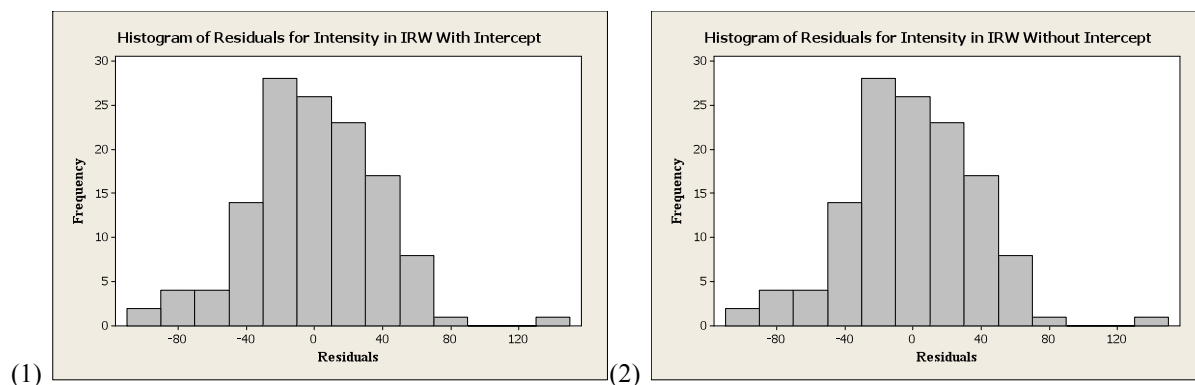 Histogram of Residuals for Intensity in IRW With Intercept
30
25
20
15
10
5
0
Frequency
-80 -40 0 40 80 120
Residuals
(1)
Histogram of Residuals for Intensity in IRW Without Intercept
30
25
20
15
10
5
0
Frequency
-80 -40 0 40 80 120
Residuals
(2)